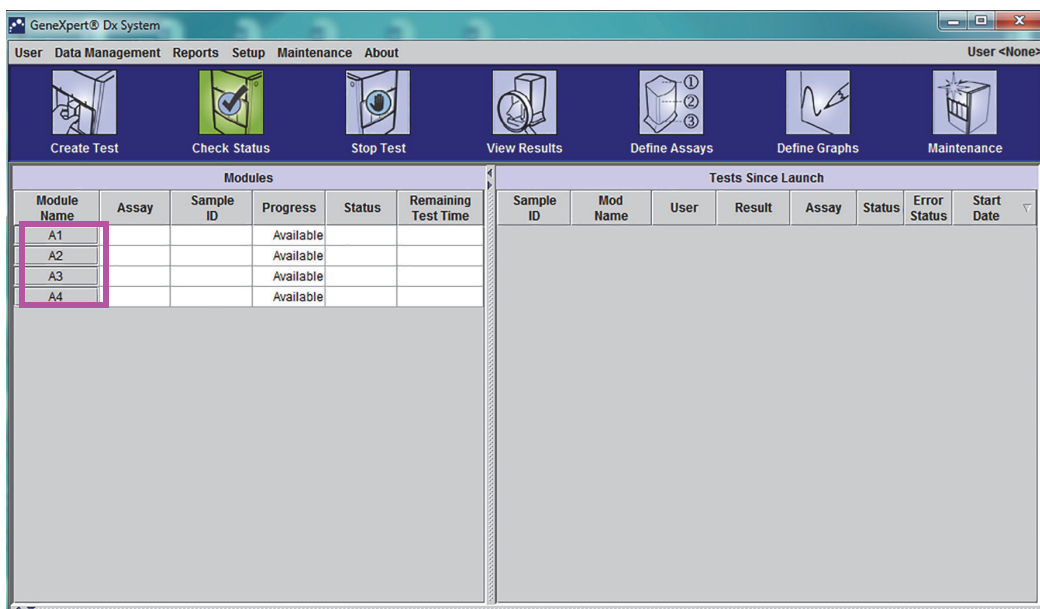 GeneXpert® Dx System
User Data Management Reports Setup Maintenance About User <None>
Create Test Check Status Stop Test View Results Define Assays Define Graphs Maintenance
①
②
③
Modules Tests Since Launch
Module Name Assay Sample ID Progress Status Remaining Test Time Sample ID Mod Name User Result Assay Status Error Status Start Date
A1 Available
A2 Available
A3 Available
A4 Available